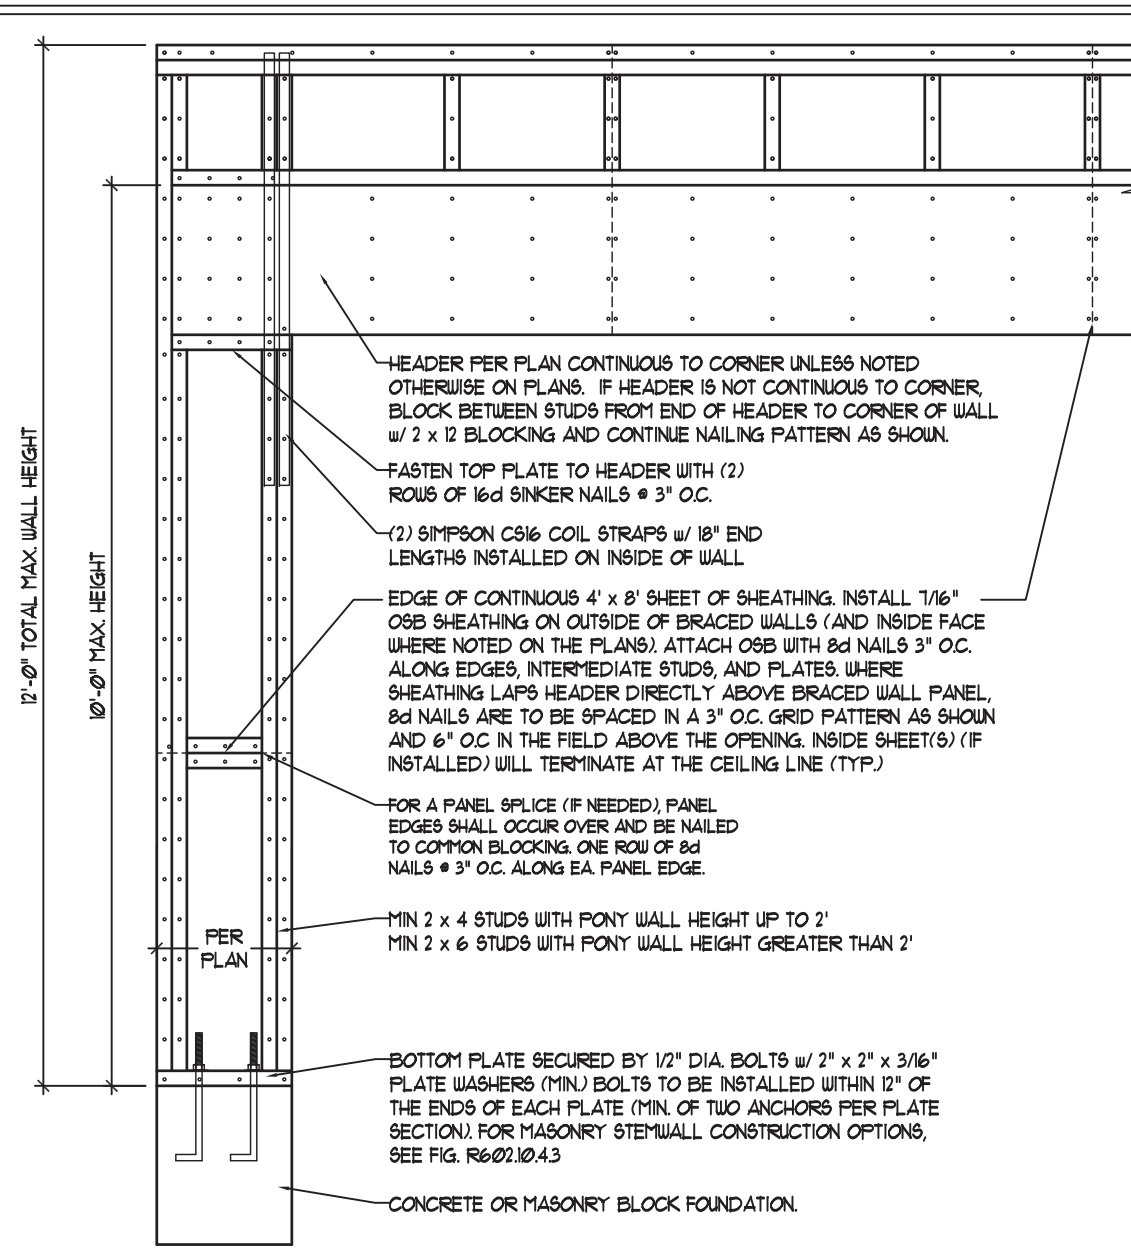 HEADER PER PLAN CONTINUOUS TO CORNER UNLESS NOTED
OTHERWISE ON PLANS. IF HEADER IS NOT CONTINUOUS TO CORNER,
BLOCK BETWEEN STUDS FROM END OF HEADER TO CORNER OF WALL
w/ 2 x 12 BLOCKING AND CONTINUE NAILING PATTERN AS SHOWN.
FASTEN TOP PLATE TO HEADER WITH (2)
ROWS OF 16d SINKER NAILS @ 3" O.C.
(2) SIMPSON CS16 COIL STRAPS w/ 18" END
LENGTHS INSTALLED ON INSIDE OF WALL
12'-0" TOTAL MAX. WALL HEIGHT
10'-0" MAX. HEIGHT
EDGE OF CONTINUOUS 4' x 8' SHEET OF SHEATHING. INSTALL 7/16"
OSB SHEATHING ON OUTSIDE OF BRACED WALLS (AND INSIDE FACE
WHERE NOTED ON THE PLANS). ATTACH OSB WITH 8d NAILS 3" O.C.
ALONG EDGES, INTERMEDIATE STUDS, AND PLATES. WHERE
SHEATHING LAPS HEADER DIRECTLY ABOVE BRACED WALL PANEL,
8d NAILS ARE TO BE SPACED IN A 3" O.C. GRID PATTERN AS SHOWN
AND 6" O.C IN THE FIELD ABOVE THE OPENING. INSIDE SHEET(S) (IF
INSTALLED) WILL TERMINATE AT THE CEILING LINE (TYP.)
FOR A PANEL SPLICE (IF NEEDED), PANEL
EDGES SHALL OCCUR OVER AND BE NAILED
TO COMMON BLOCKING. ONE ROW OF 8d
NAILS @ 3" O.C. ALONG EA. PANEL EDGE.
MIN 2 x 4 STUDS WITH PONY WALL HEIGHT UP TO 2'
MIN 2 x 6 STUDS WITH PONY WALL HEIGHT GREATER THAN 2'
PER
PLAN
BOTTOM PLATE SECURED BY 1/2" DIA. BOLTS w/ 2" x 2" x 3/16"
PLATE WASHERS (MIN.) BOLTS TO BE INSTALLED WITHIN 12" OF
THE ENDS OF EACH PLATE (MIN. OF TWO ANCHORS PER PLATE
SECTION). FOR MASONRY STEMWALL CONSTRUCTION OPTIONS,
SEE FIG. R602.10.4.3
CONCRETE OR MASONRY BLOCK FOUNDATION.